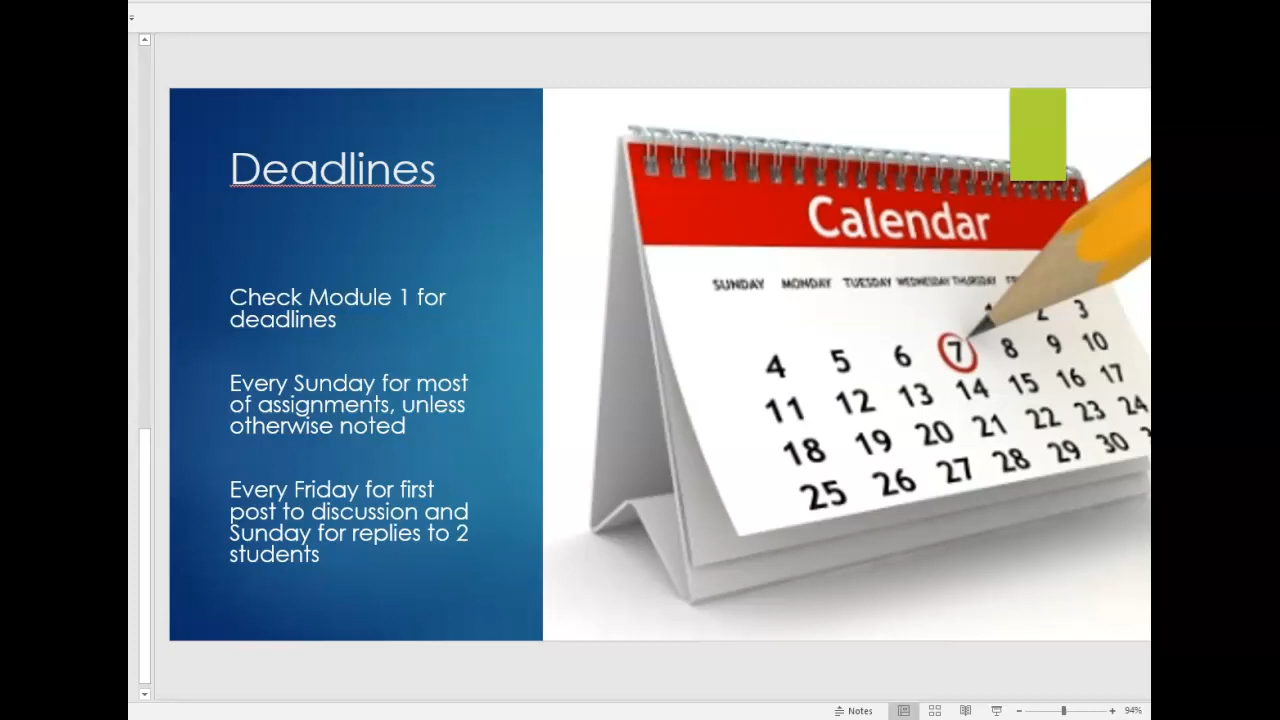 Deadlines
Check Module 1 for
deadlines
Every Sunday for most
of assignments, unless
otherwise noted
Every Friday for first
post to discussion and
Sunday for replies to 2
students
Calendar
SUNDAY MONDAY TUESDAY WEDNESDAY THURSDAY
2 3
4 5 6 7 8 9 10
11 12 13 14 15 16 17
18 19 20 21 22 23 24
25 26 27 28 29 30
Notes
94%